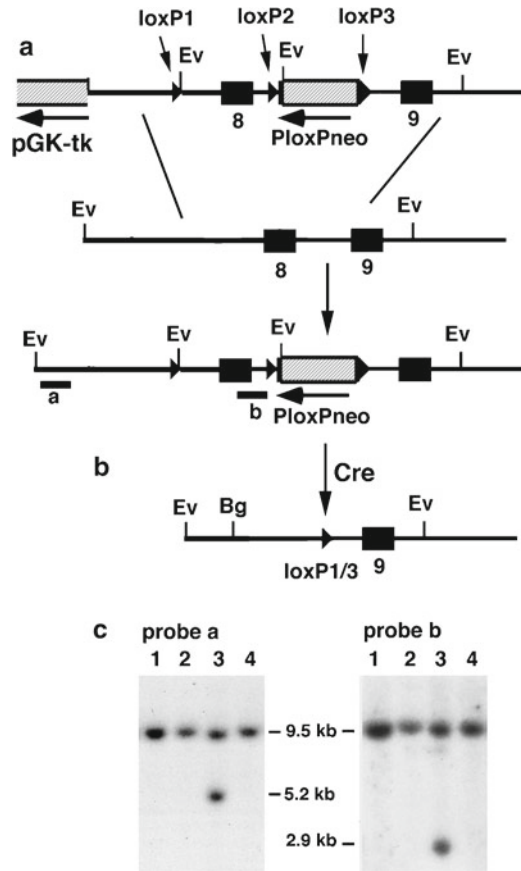 a
loxP1 loxP2 loxP3
Ev Ev Ev
8 9
pGK-tk PloxPneo
Ev Ev
8 9
Ev Ev Ev Ev
a b PloxPneo
b
Cre
Ev Bg Ev
loxP1/3 9
c probe a probe b
1 2 3 4 1 2 3 4
– 9.5 kb –
– 5.2 kb
2.9 kb –